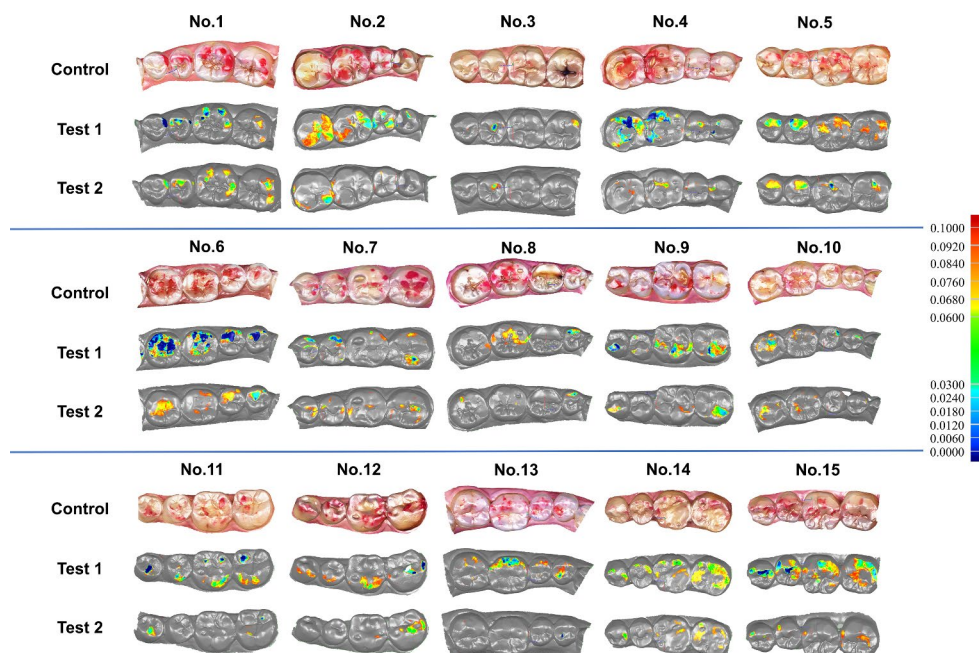 No.1 No.2 No.3 No.4 No.5
Control
Test 1
Test 2
No.6 No.7 No.8 No.9 No.10
Control
Test 1
Test 2
0.1000
0.0920
0.0840
0.0760
0.0680
0.0600
0.0300
0.0240
0.0180
0.0120
0.0060
0.0000
No.11 No.12 No.13 No.14 No.15
Control
Test 1
Test 2